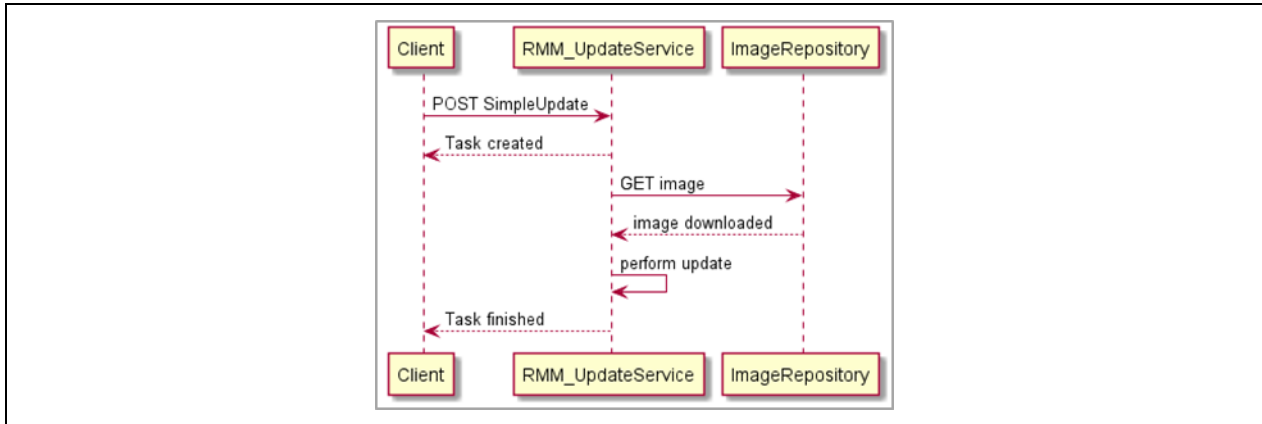 Client RMM_UpdateService ImageRepository
POST SimpleUpdate
Task created
GET image
image downloaded
perform update
Task finished
Client RMM_UpdateService ImageRepository